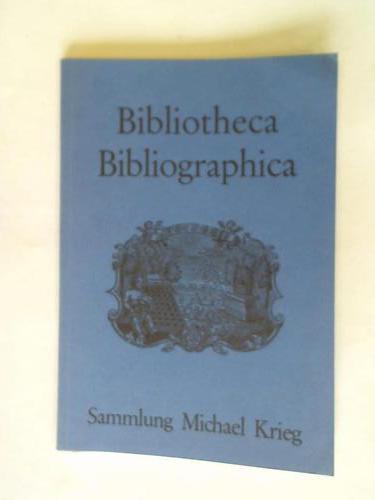 Bibliotheca
Bibliographica
Sammlung Michael Krieg